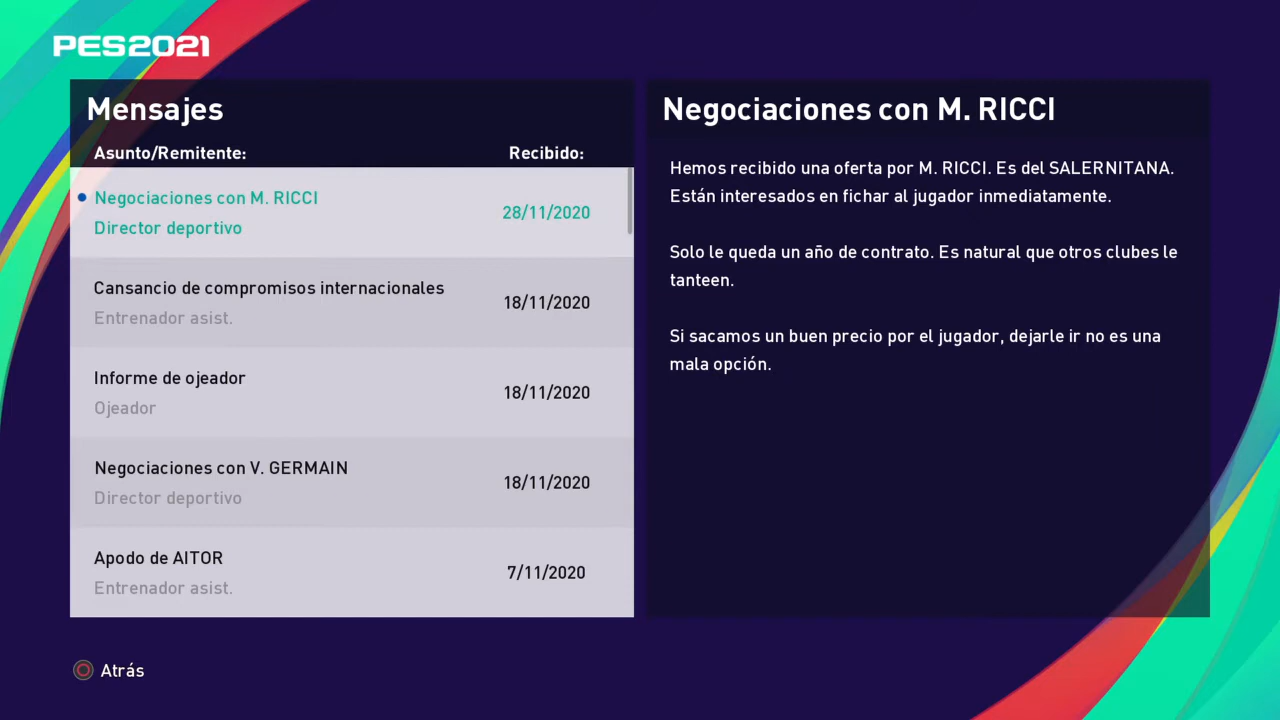 PES2021
Mensajes
Asunto/Remitente: Recibido:
Negociaciones con M. RICCI
Director deportivo
28/11/2020
Cansancio de compromisos internacionales
Entrenador asist.
18/11/2020
Informe de ojeador
Ojeador
18/11/2020
Negociaciones con V. GERMAIN
Director deportivo
18/11/2020
Apodo de AITOR
Entrenador asist.
7/11/2020
Negociaciones con M. RICCI
Hemos recibido una oferta por M. RICCI. Es del SALERNITANA.
Están interesados en fichar al jugador inmediatamente.
Solo le queda un año de contrato. Es natural que otros clubes le
tanteen.
Si sacamos un buen precio por el jugador, dejarle ir no es una
mala opción.
Atrás